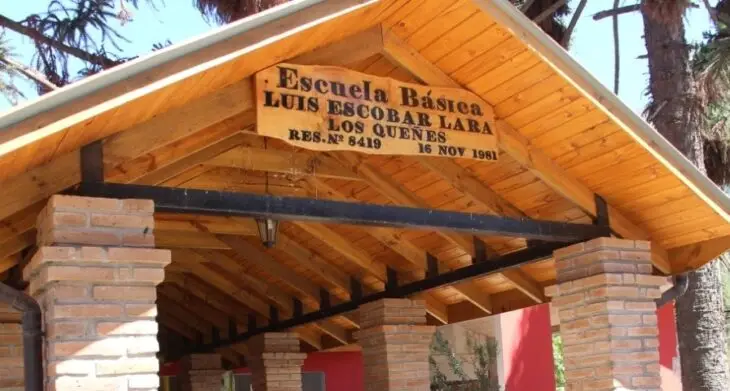 Escuela Básica
LUIS ESCOBAR LARA
LOS QUEÑES
RES.Nº 8419 16 NOV 1981